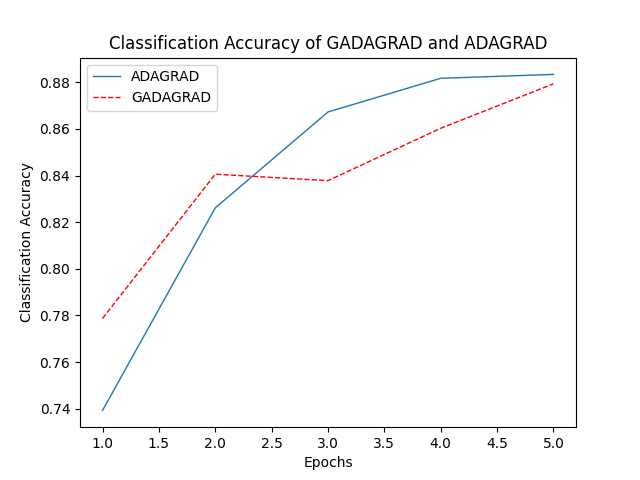 Classification Accuracy of GADAGRAD and ADAGRAD
ADAGRAD
GADAGRAD
Classification Accuracy
0.88
0.86
0.84
0.82
0.80
0.78
0.76
0.74
1.0 1.5 2.0 2.5 3.0 3.5 4.0 4.5 5.0
Epochs